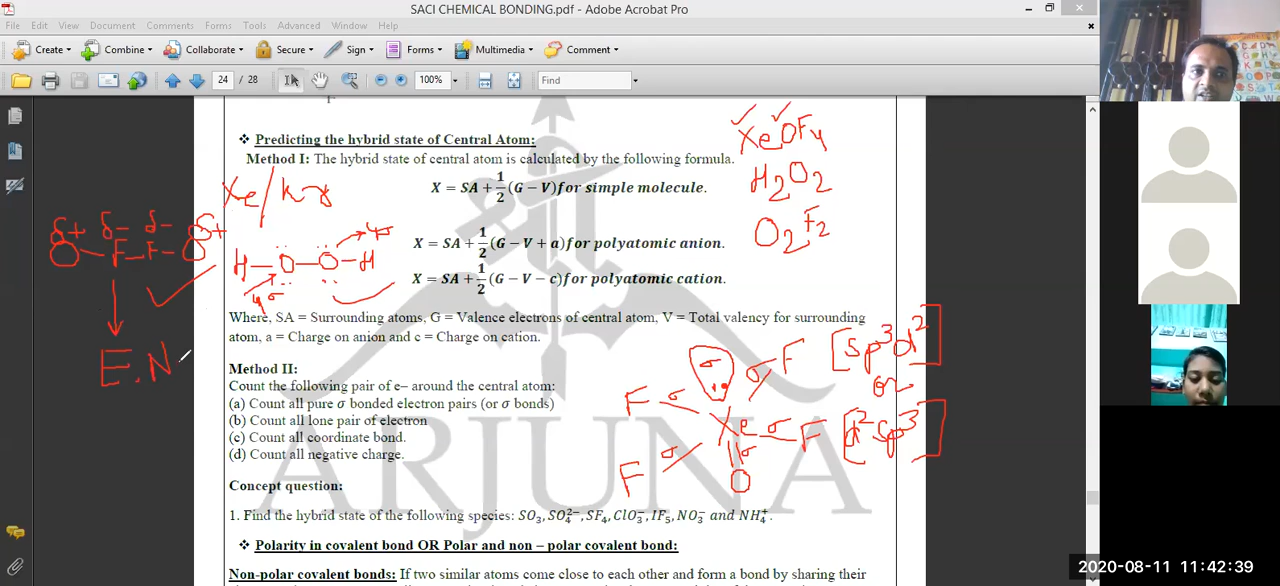 SACI CHEMICAL BONDING.pdf - Adobe Acrobat Pro
File Edit View Document Comments Forms Tools Advanced Window Help
Create Combine Collaborate Secure Sign Forms Multimedia Comment
24 / 28 100% Find
❖ Predicting the hybrid state of Central Atom:
Method I: The hybrid state of central atom is calculated by the following formula.
X = SA + 1/2 (G − V) for simple molecule.
X = SA + 1/2 (G − V + a) for polyatomic anion.
X = SA + 1/2 (G − V − c) for polyatomic cation.
Where, SA = Surrounding atoms, G = Valence electrons of central atom, V = Total valency for surrounding
atom, a = Charge on anion and c = Charge on cation.
Method II:
Count the following pair of e– around the central atom:
(a) Count all pure σ bonded electron pairs (or σ bonds)
(b) Count all lone pair of electron
(c) Count all coordinate bond.
(d) Count all negative charge.
Concept question:
1. Find the hybrid state of the following species: SO₃, SO₄²⁻, SF₄, ClO₃⁻, IF₅, NO₃⁻ and NH₄⁺.
❖ Polarity in covalent bond OR Polar and non – polar covalent bond:
Non-polar covalent bonds: If two similar atoms come close to each other and form a bond by sharing their
ARJUNA
XeOF4
H2O2
O2F2
Xe/
δ+ δ- δ- δ+
O-F-F-O
H-O-O-H
E.N
σ σ F
F σ Xe σ F
F σ σ
O
[sp³d²]
or
[d²sp³]
2020-08-11 11:42:39